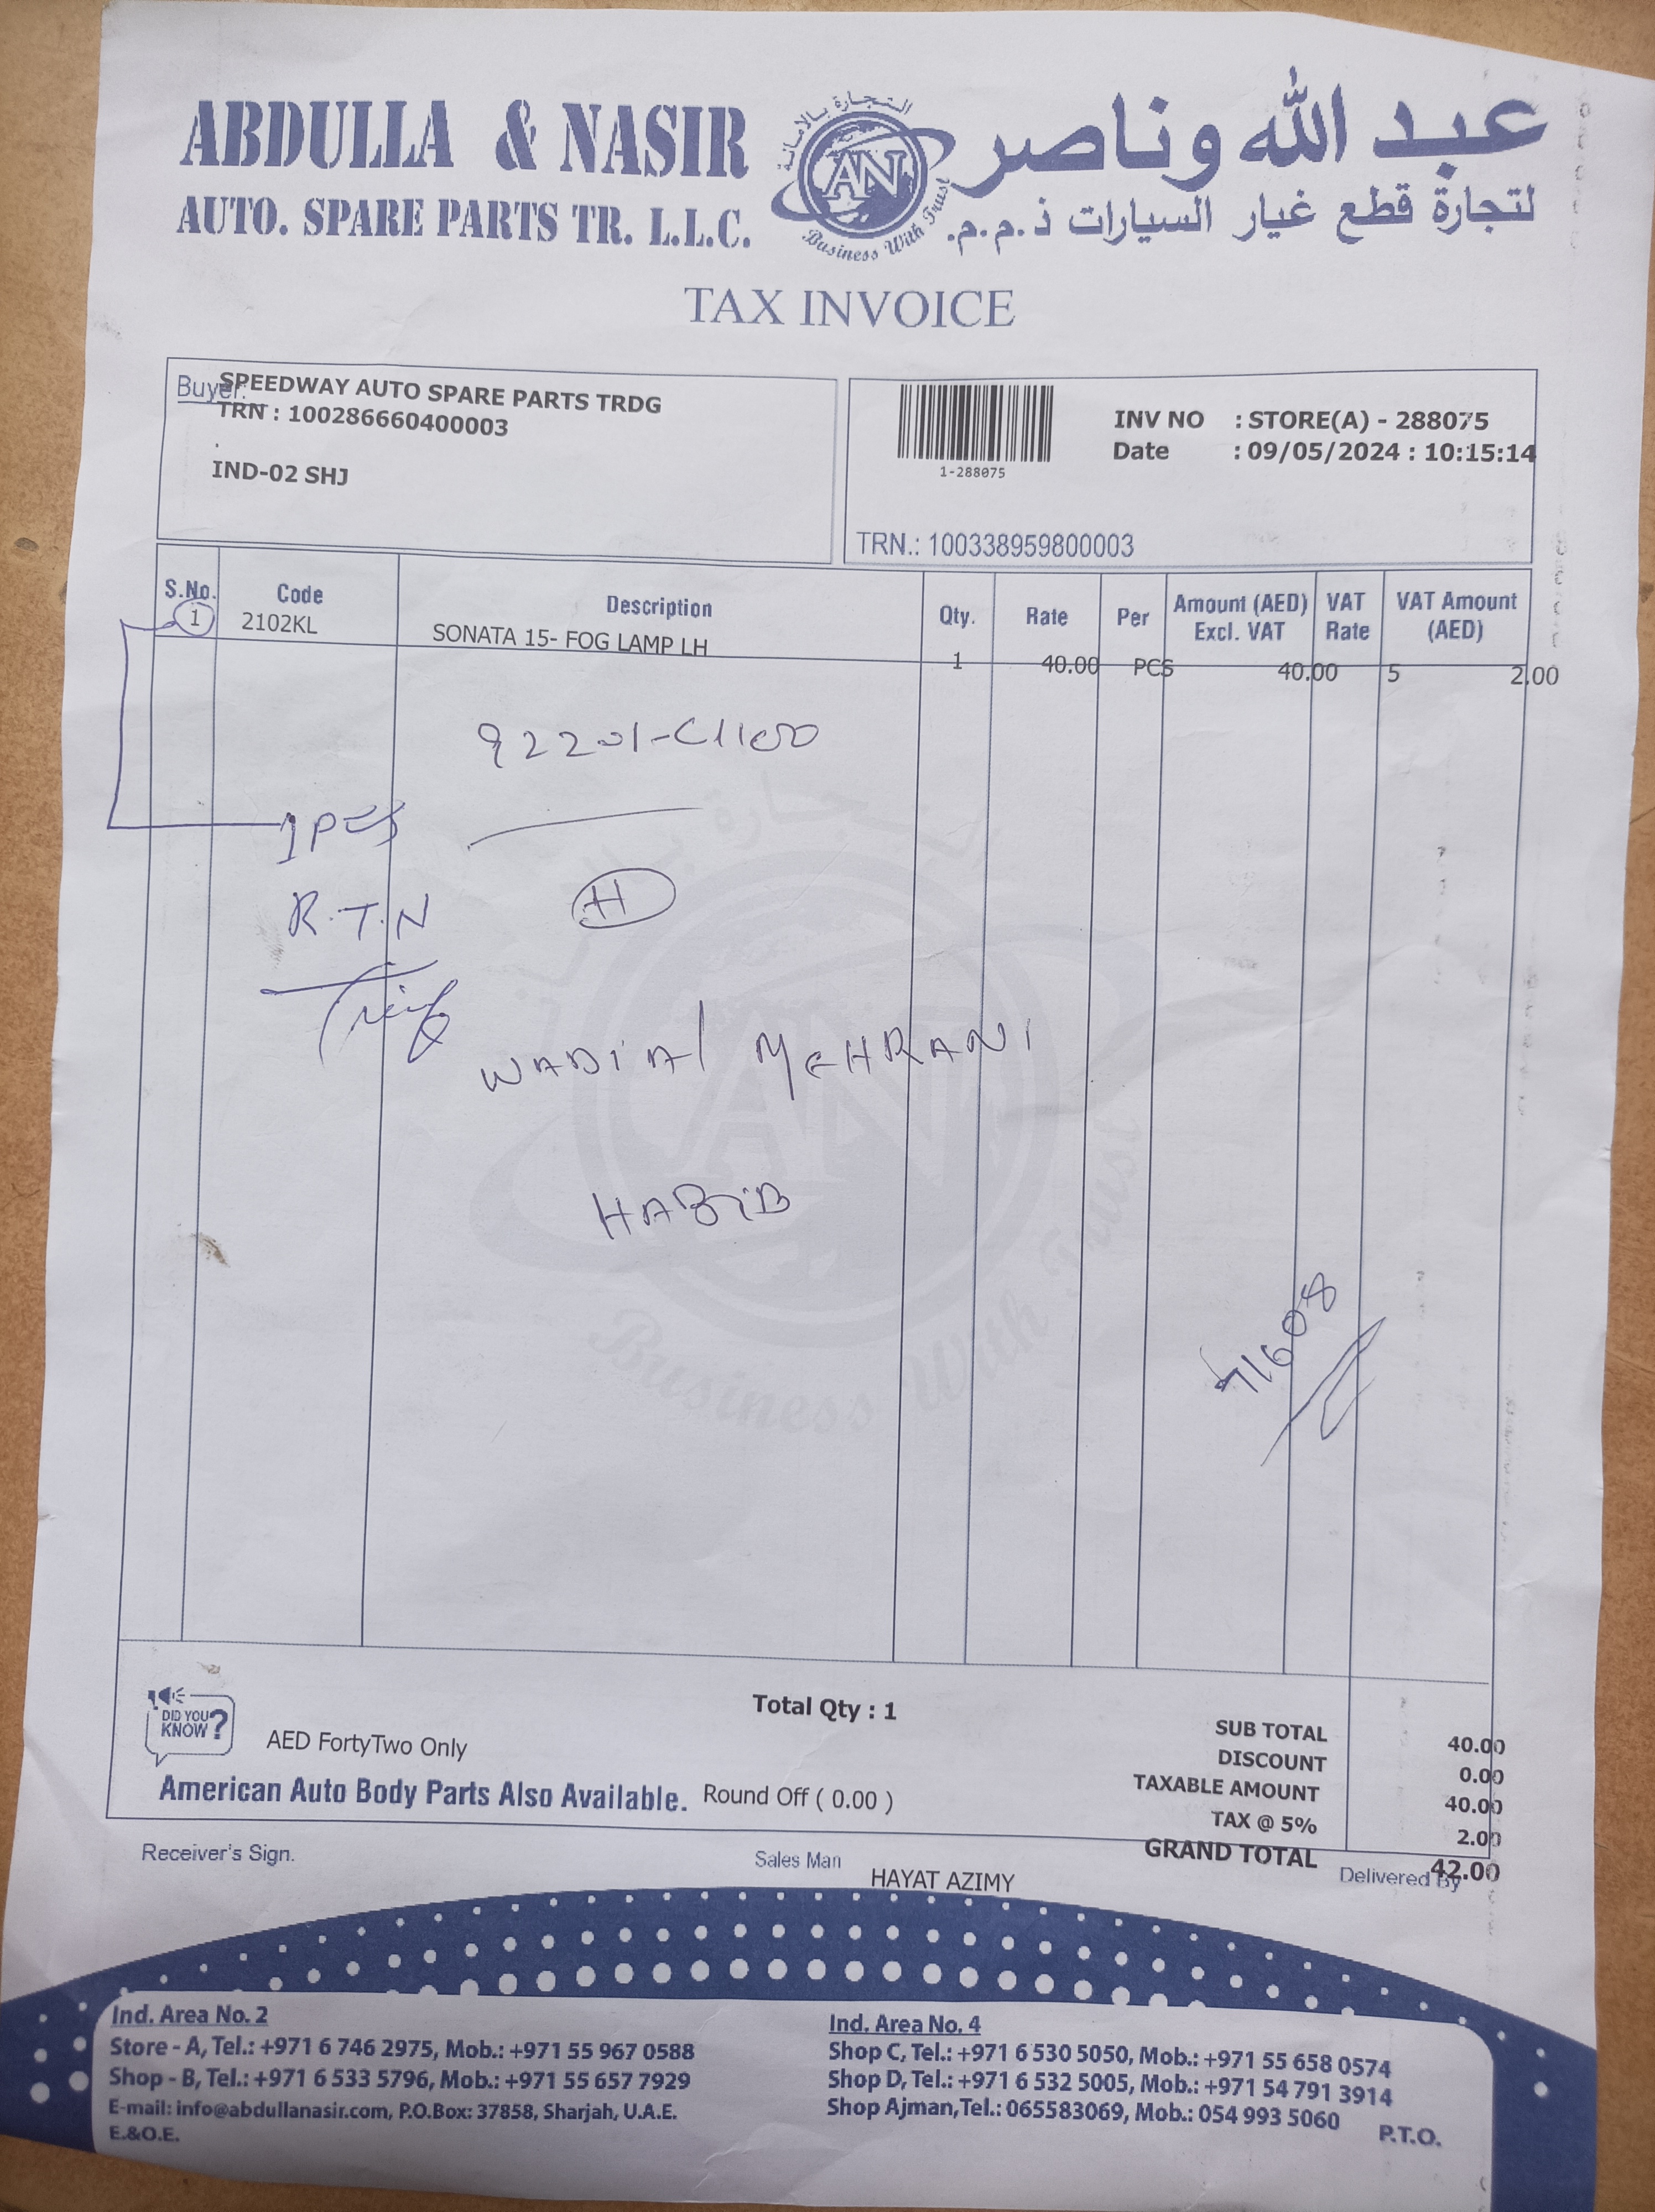 ABDULLA & NASIR
AUTO. SPARE PARTS TR. L.L.C.
التجارة بالأمانة
AN
Business With Trust
عبد الله وناصر
لتجارة قطع غيار السيارات ذ.م.م.
TAX INVOICE
Buyer:
SPEEDWAY AUTO SPARE PARTS TRDG
TRN : 100286660400003
.
IND-02 SHJ
1-288075
INV NO : STORE(A) - 288075
Date : 09/05/2024 : 10:15:14
TRN.: 100338959800003
S.No. Code Description Qty. Rate Per Amount (AED) Excl. VAT VAT Rate VAT Amount (AED)
1 2102KL SONATA 15- FOG LAMP LH 1 40.00 PCS 40.00 5 2.00
92201-C1100
1 PCS
H
R.T.N
WADI Al MEHRANI
HABIB
AN
Business With Trust
DID YOU KNOW?
Total Qty : 1
AED FortyTwo Only
American Auto Body Parts Also Available.
Round Off ( 0.00 )
SUB TOTAL 40.00
DISCOUNT 0.00
TAXABLE AMOUNT 40.00
TAX @ 5% 2.00
GRAND TOTAL 42.00
Receiver's Sign.
Sales Man HAYAT AZIMY
Delivered By
Ind. Area No. 2
Store - A, Tel.: +971 6 746 2975, Mob.: +971 55 967 0588
Shop - B, Tel.: +971 6 533 5796, Mob.: +971 55 657 7929
E-mail: info@abdullanasir.com, P.O.Box: 37858, Sharjah, U.A.E.
E.&O.E.
Ind. Area No. 4
Shop C, Tel.: +971 6 530 5050, Mob.: +971 55 658 0574
Shop D, Tel.: +971 6 532 5005, Mob.: +971 54 791 3914
Shop Ajman, Tel.: 065583069, Mob.: 054 993 5060
P.T.O.